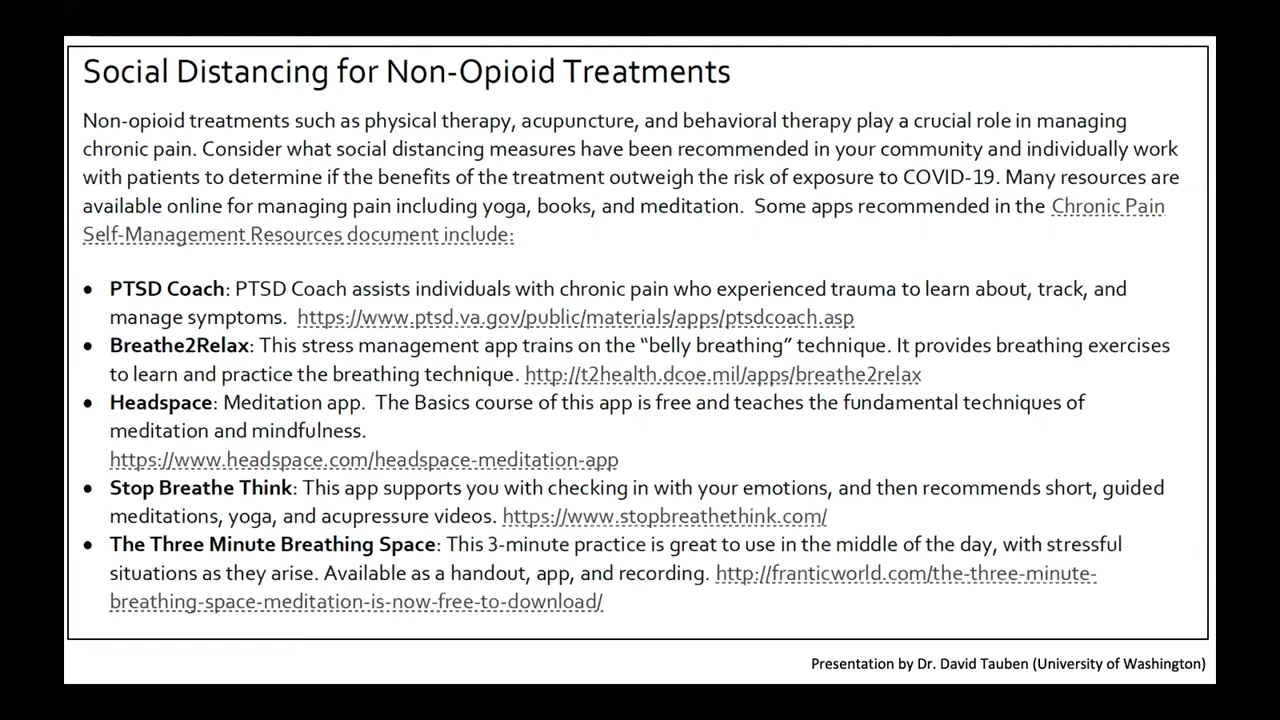 Social Distancing for Non-Opioid Treatments
Non-opioid treatments such as physical therapy, acupuncture, and behavioral therapy play a crucial role in managing
chronic pain. Consider what social distancing measures have been recommended in your community and individually work
with patients to determine if the benefits of the treatment outweigh the risk of exposure to COVID-19. Many resources are
available online for managing pain including yoga, books, and meditation.  Some apps recommended in the Chronic Pain
Self-Management Resources document include:
• PTSD Coach: PTSD Coach assists individuals with chronic pain who experienced trauma to learn about, track, and
manage symptoms.  https://www.ptsd.va.gov/public/materials/apps/ptsdcoach.asp
• Breathe2Relax: This stress management app trains on the “belly breathing” technique. It provides breathing exercises
to learn and practice the breathing technique. http://t2health.dcoe.mil/apps/breathe2relax
• Headspace: Meditation app.  The Basics course of this app is free and teaches the fundamental techniques of
meditation and mindfulness.
https://www.headspace.com/headspace-meditation-app
• Stop Breathe Think: This app supports you with checking in with your emotions, and then recommends short, guided
meditations, yoga, and acupressure videos. https://www.stopbreathethink.com/
• The Three Minute Breathing Space: This 3-minute practice is great to use in the middle of the day, with stressful
situations as they arise. Available as a handout, app, and recording. http://franticworld.com/the-three-minute-
breathing-space-meditation-is-now-free-to-download/
Presentation by Dr. David Tauben (University of Washington)